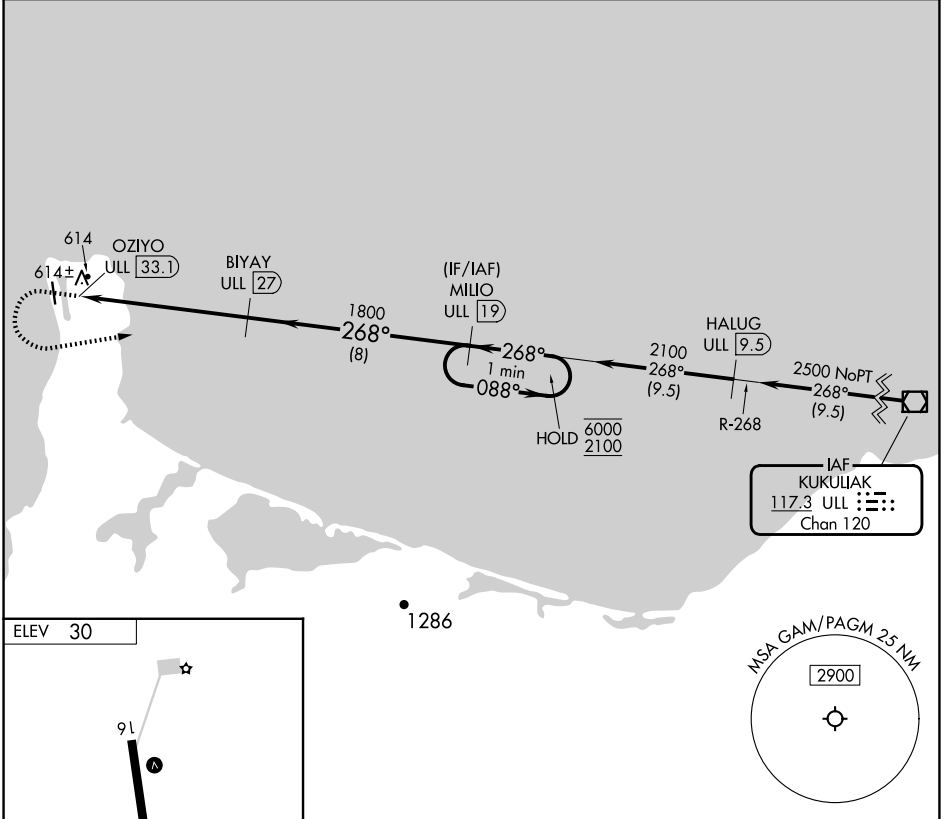 614
614±
OZIYO
ULL 33.1
BIYAY
ULL 27
1800
268°
(8)
(IF/IAF)
MILIO
ULL 19
268°
1 min
088°
HOLD 6000
2100
2100
268°
(9.5)
HALUG
ULL 9.5
R-268
2500 NoPT
268°
(9.5)
IAF
KUKULIAK
117.3 ULL
Chan 120
1286
ELEV 30
16
MSA GAM/PAGM 25 NM
2900